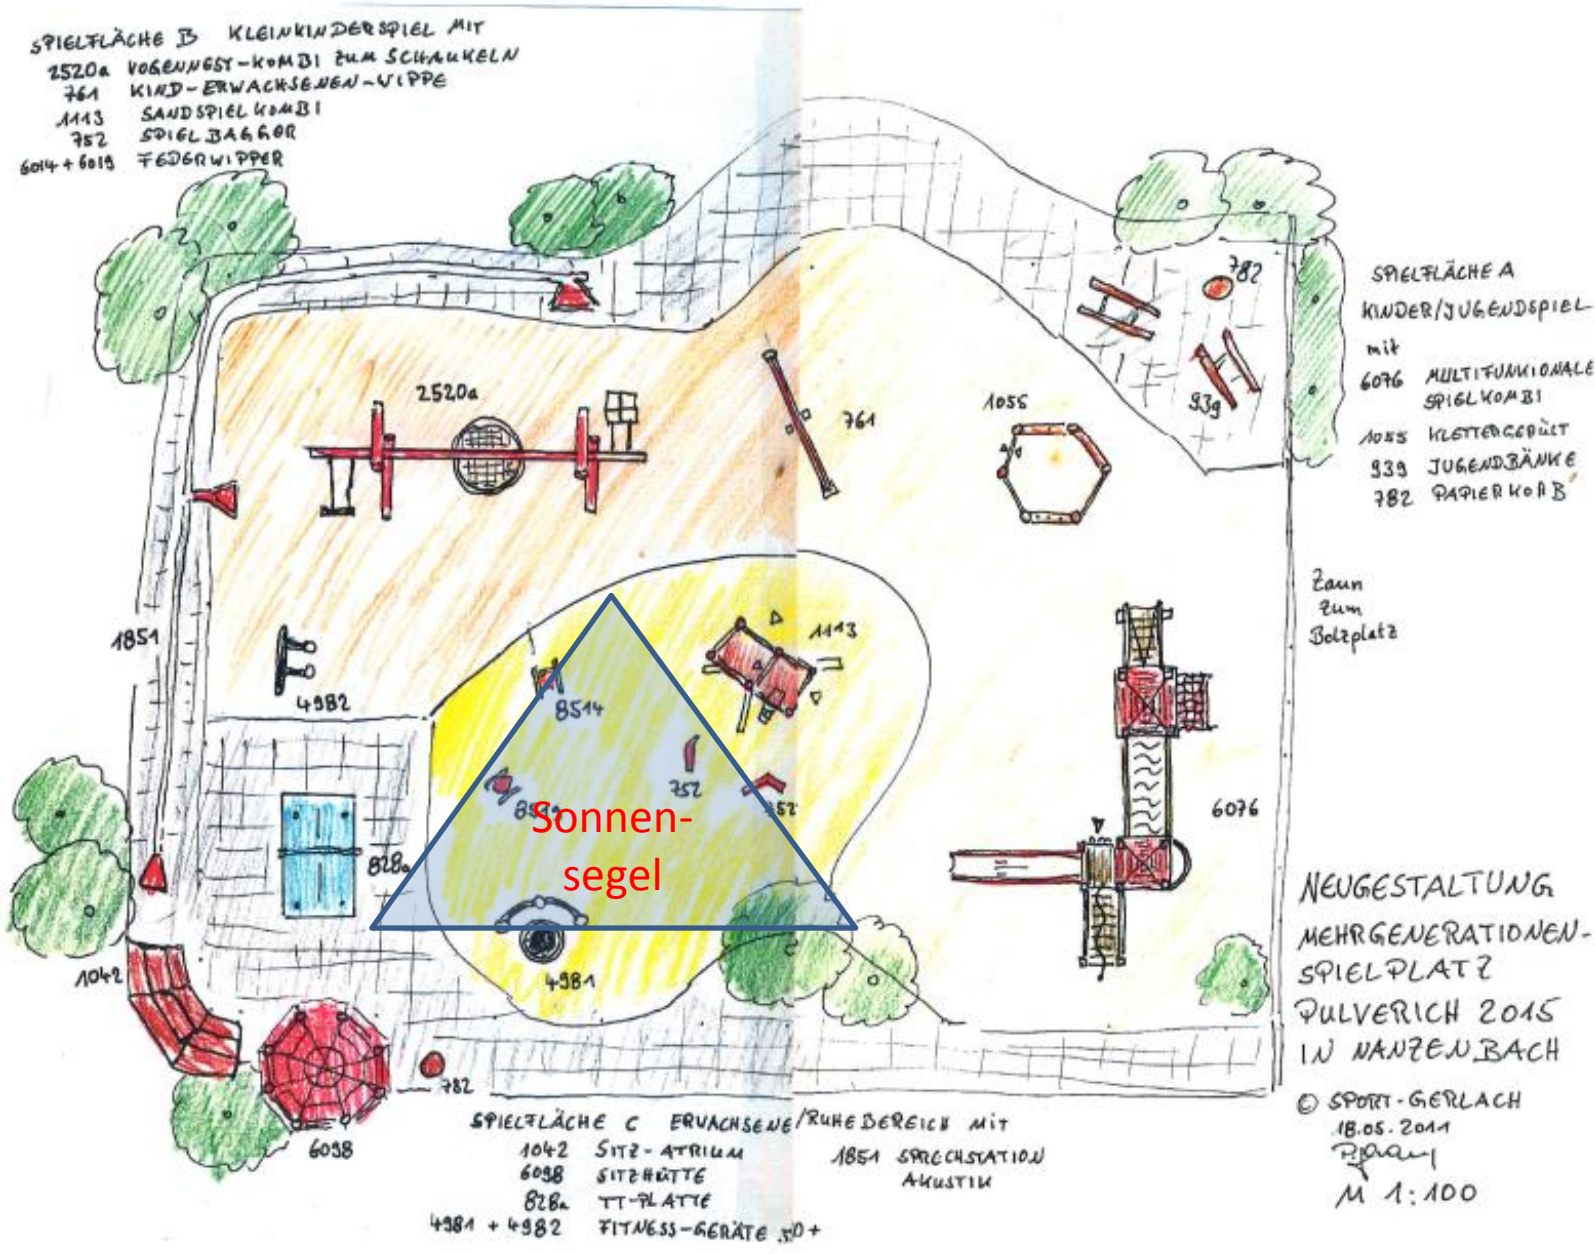 SPIELFLÄCHE B KLEINKINDERSPIEL MIT
2520a VOGENNEST-KOMBI ZUM SCHAUKELN
761 KIND-ERWACHSENEN-WIPPE
1113 SANDSPIELKOMBI
752 SPIELBAGGER
6014 + 6019 FEDERWIPPER
782
SPIELFLÄCHE A
KINDER/JUGENDSPIEL
mit
6076 MULTIFUNKIONALE
SPIELKOMBI
1055 KLETTERGERÜST
939 JUGENDBÄNKE
782 PAPIERKORB
939
2520a
761
1055
Zaun
zum
Bolzplatz
1851
1113
4982
8514
752
752
Sonnen-
segel
6076
828a
1042
4981
NEUGESTALTUNG
MEHRGENERATIONEN-
SPIELPLATZ
PULVERICH 2015
IN NANZENBACH
© SPORT-GERLACH
18.05.2011
M 1:100
782
6098
SPIELFLÄCHE C ERWACHSENE/RUHEBEREICH MIT
1042 SITZ-ATRIUM
6098 SITZHÜTTE
828a TT-PLATTE
4981 + 4982 FITNESS-GERÄTE 50+
1851 SPRECHSTATION
AKUSTIK